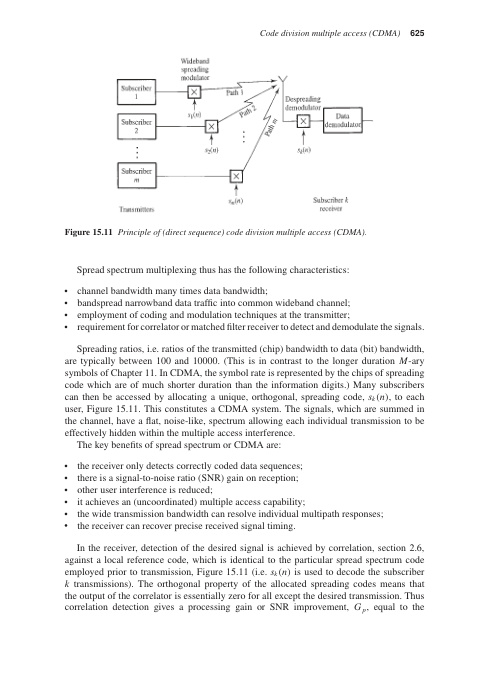 Code division multiple access (CDMA) 625
Wideband
spreading
modulator
Subscriber
1
Path 1
s₁(n)
Subscriber
2
Path 2
s₂(n)
Despreading
demodulator
Data
demodulator
sₖ(n)
Path m
Subscriber
m
sₘ(n)
Transmitters
Subscriber k
receiver
Figure 15.11 Principle of (direct sequence) code division multiple access (CDMA).
Spread spectrum multiplexing thus has the following characteristics:
• channel bandwidth many times data bandwidth;
• bandspread narrowband data traffic into common wideband channel;
• employment of coding and modulation techniques at the transmitter;
• requirement for correlator or matched filter receiver to detect and demodulate the signals.
Spreading ratios, i.e. ratios of the transmitted (chip) bandwidth to data (bit) bandwidth,
are typically between 100 and 10000. (This is in contrast to the longer duration M-ary
symbols of Chapter 11. In CDMA, the symbol rate is represented by the chips of spreading
code which are of much shorter duration than the information digits.) Many subscribers
can then be accessed by allocating a unique, orthogonal, spreading code, sₖ(n), to each
user, Figure 15.11. This constitutes a CDMA system. The signals, which are summed in
the channel, have a flat, noise-like, spectrum allowing each individual transmission to be
effectively hidden within the multiple access interference.
The key benefits of spread spectrum or CDMA are:
• the receiver only detects correctly coded data sequences;
• there is a signal-to-noise ratio (SNR) gain on reception;
• other user interference is reduced;
• it achieves an (uncoordinated) multiple access capability;
• the wide transmission bandwidth can resolve individual multipath responses;
• the receiver can recover precise received signal timing.
In the receiver, detection of the desired signal is achieved by correlation, section 2.6,
against a local reference code, which is identical to the particular spread spectrum code
employed prior to transmission, Figure 15.11 (i.e. sₖ(n) is used to decode the subscriber
k transmissions). The orthogonal property of the allocated spreading codes means that
the output of the correlator is essentially zero for all except the desired transmission. Thus
correlation detection gives a processing gain or SNR improvement, Gₚ, equal to the